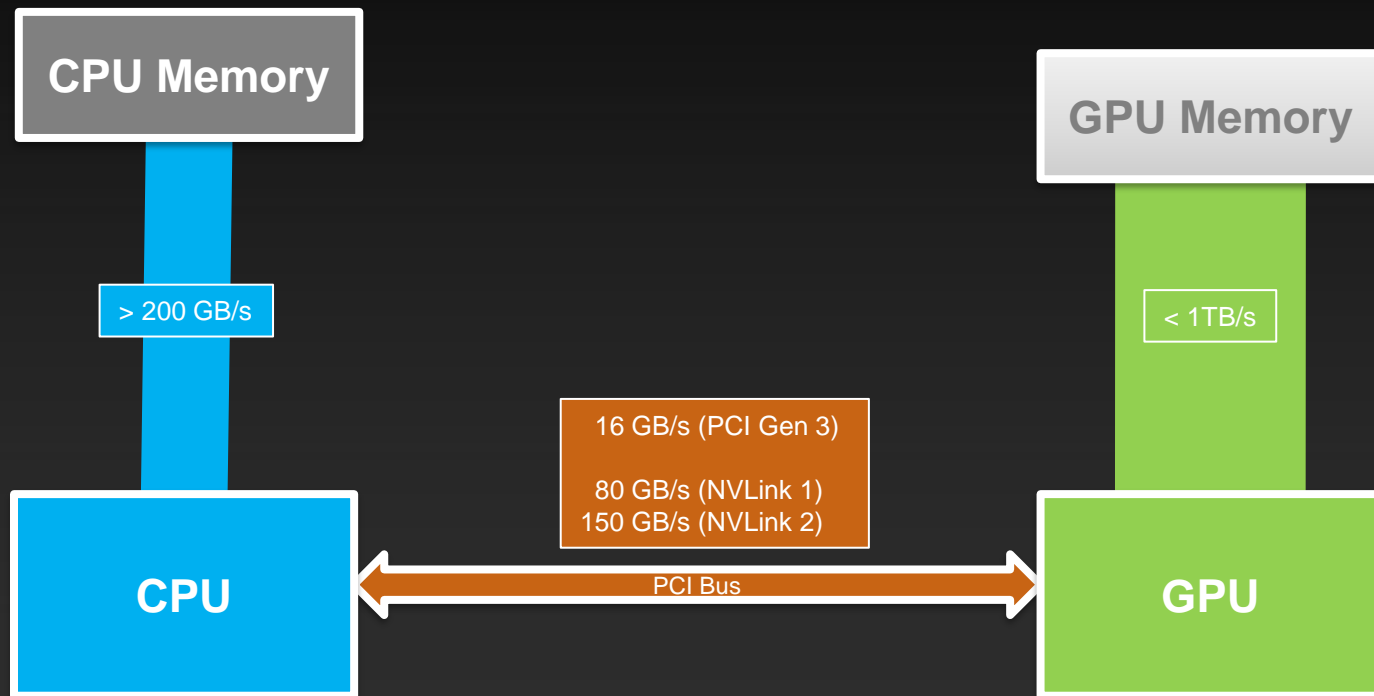 CPU Memory
GPU Memory
> 200 GB/s
< 1TB/s
16 GB/s (PCI Gen 3)
80 GB/s (NVLink 1)
150 GB/s (NVLink 2)
PCI Bus
CPU
GPU